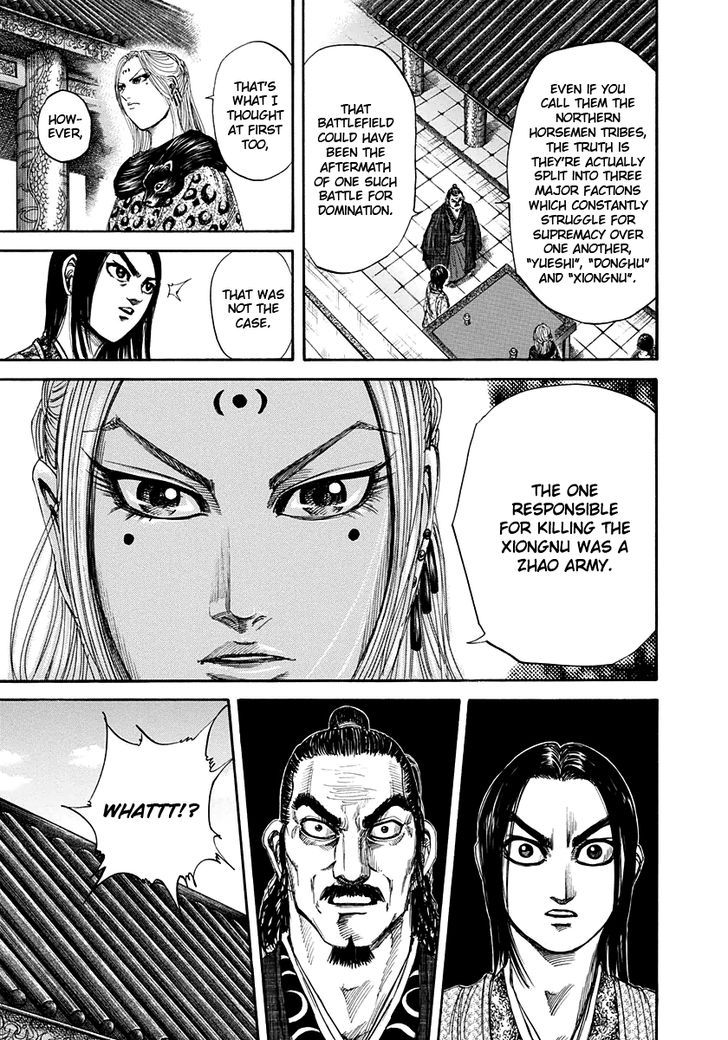 EVEN IF YOU
CALL THEM THE
NORTHERN
HORSEMEN TRIBES,
THE TRUTH IS
THEY'RE ACTUALLY
SPLIT INTO THREE
MAJOR FACTIONS
WHICH CONSTANTLY
STRUGGLE FOR
SUPREMACY OVER
ONE ANOTHER,
"YUESHI", "DONGHU"
AND "XIONGNU".
THAT
BATTLEFIELD
COULD HAVE
BEEN THE
AFTERMATH
OF ONE SUCH
BATTLE FOR
DOMINATION.
THAT'S
WHAT I
THOUGHT
AT FIRST
TOO,
HOW-
EVER,
THAT WAS
NOT THE
CASE.
THE ONE
RESPONSIBLE
FOR KILLING THE
XIONGNU WAS A
ZHAO ARMY.
WHATTT!?